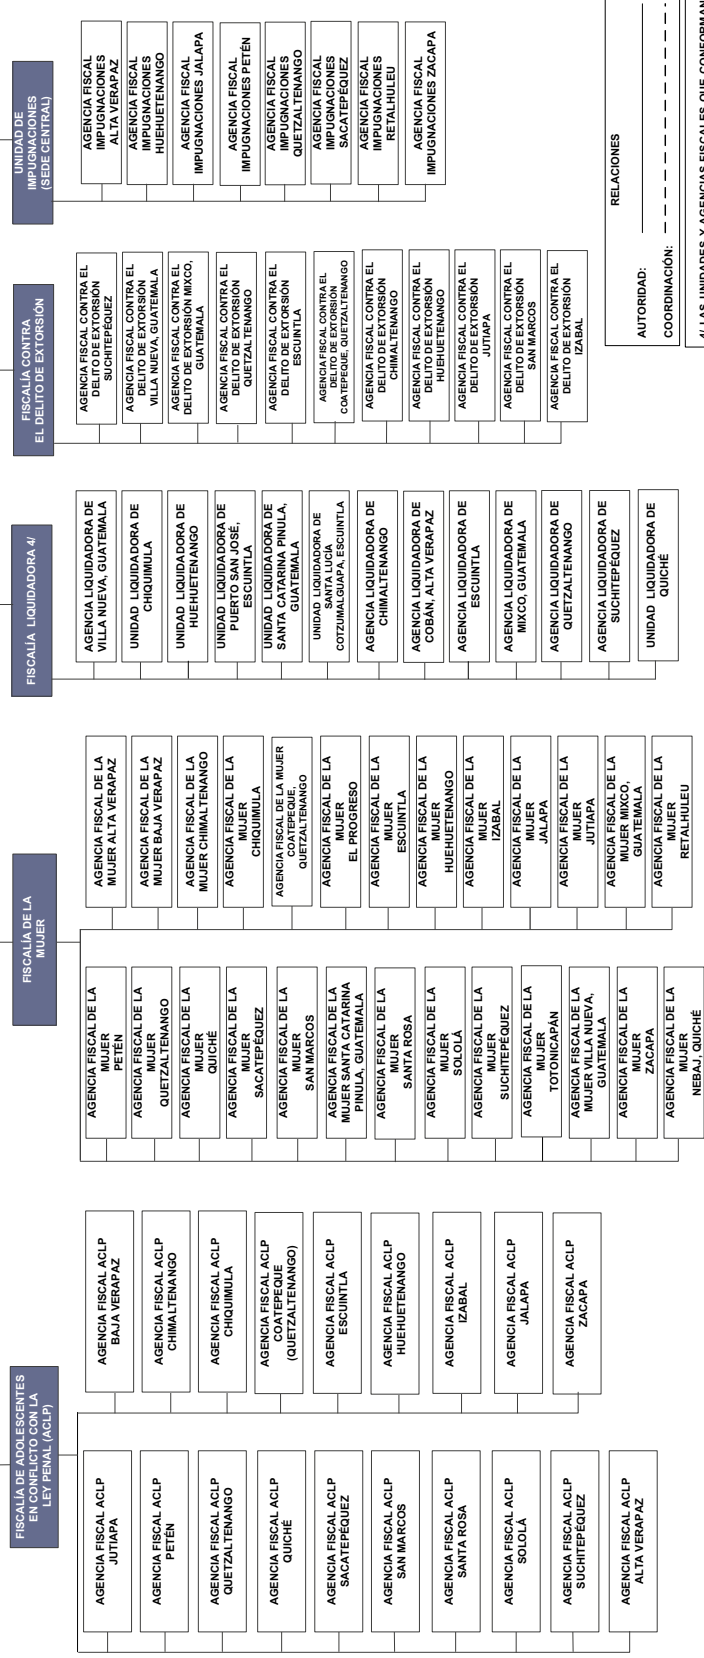 FISCALÍA DE ADOLESCENTES
EN CONFLICTO CON LA
LEY PENAL (ACLP)
AGENCIA FISCAL ACLP
JUTIAPA
AGENCIA FISCAL ACLP
PETÉN
AGENCIA FISCAL ACLP
QUETZALTENANGO
AGENCIA FISCAL ACLP
QUICHÉ
AGENCIA FISCAL ACLP
SACATEPÉQUEZ
AGENCIA FISCAL ACLP
SAN MARCOS
AGENCIA FISCAL ACLP
SANTA ROSA
AGENCIA FISCAL ACLP
SOLOLÁ
AGENCIA FISCAL ACLP
SUCHITEPÉQUEZ
AGENCIA FISCAL ACLP
ALTA VERAPAZ
AGENCIA FISCAL ACLP
BAJA VERAPAZ
AGENCIA FISCAL ACLP
CHIMALTENANGO
AGENCIA FISCAL ACLP
CHIQUIMULA
AGENCIA FISCAL ACLP
COATEPEQUE
(QUETZALTENANGO)
AGENCIA FISCAL ACLP
ESCUINTLA
AGENCIA FISCAL ACLP
HUEHUETENANGO
AGENCIA FISCAL ACLP
IZABAL
AGENCIA FISCAL ACLP
JALAPA
AGENCIA FISCAL ACLP
ZACAPA
FISCALÍA DE LA
MUJER
AGENCIA FISCAL DE LA
MUJER
PETÉN
AGENCIA FISCAL DE LA
MUJER
QUETZALTENANGO
AGENCIA FISCAL DE LA
MUJER
QUICHÉ
AGENCIA FISCAL DE LA
MUJER
SACATEPÉQUEZ
AGENCIA FISCAL DE LA
MUJER
SAN MARCOS
AGENCIA FISCAL DE LA
MUJER SANTA CATARINA
PINULA, GUATEMALA
AGENCIA FISCAL DE LA
MUJER
SANTA ROSA
AGENCIA FISCAL DE LA
MUJER
SOLOLÁ
AGENCIA FISCAL DE LA
MUJER
SUCHITEPÉQUEZ
AGENCIA FISCAL DE LA
MUJER
TOTONICAPÁN
AGENCIA FISCAL DE LA
MUJER VILLA NUEVA,
GUATEMALA
AGENCIA FISCAL DE LA
MUJER
ZACAPA
AGENCIA FISCAL DE LA
MUJER
NEBAJ, QUICHÉ
AGENCIA FISCAL DE LA
MUJER ALTA VERAPAZ
AGENCIA FISCAL DE LA
MUJER BAJA VERAPAZ
AGENCIA FISCAL DE LA
MUJER CHIMALTENANGO
AGENCIA FISCAL DE LA
MUJER
CHIQUIMULA
AGENCIA FISCAL DE LA MUJER
COATEPEQUE,
QUETZALTENANGO
AGENCIA FISCAL DE LA
MUJER
EL PROGRESO
AGENCIA FISCAL DE LA
MUJER
ESCUINTLA
AGENCIA FISCAL DE LA
MUJER
HUEHUETENANGO
AGENCIA FISCAL DE LA
MUJER
IZABAL
AGENCIA FISCAL DE LA
MUJER
JALAPA
AGENCIA FISCAL DE LA
MUJER
JUTIAPA
AGENCIA FISCAL DE LA
MUJER MIXCO,
GUATEMALA
AGENCIA FISCAL DE LA
MUJER
RETALHULEU
FISCALÍA LIQUIDADORA 4/
AGENCIA LIQUIDADORA DE
VILLA NUEVA, GUATEMALA
UNIDAD LIQUIDADORA DE
CHIQUIMULA
UNIDAD LIQUIDADORA DE
HUEHUETENANGO
UNIDAD LIQUIDADORA DE
PUERTO SAN JOSÉ,
ESCUINTLA
UNIDAD LIQUIDADORA DE
SANTA CATARINA PINULA,
GUATEMALA
UNIDAD LIQUIDADORA DE
SANTA LUCÍA
COTZUMALGUAPA, ESCUINTLA
AGENCIA LIQUIDADORA DE
CHIMALTENANGO
AGENCIA LIQUIDADORA DE
COBÁN, ALTA VERAPAZ
AGENCIA LIQUIDADORA DE
ESCUINTLA
AGENCIA LIQUIDADORA DE
MIXCO, GUATEMALA
AGENCIA LIQUIDADORA DE
QUETZALTENANGO
AGENCIA LIQUIDADORA DE
SUCHITEPÉQUEZ
UNIDAD LIQUIDADORA DE
QUICHÉ
FISCALÍA CONTRA
EL DELITO DE EXTORSIÓN
AGENCIA FISCAL CONTRA EL
DELITO DE EXTORSIÓN
SUCHITEPÉQUEZ
AGENCIA FISCAL CONTRA EL
DELITO DE EXTORSIÓN
VILLA NUEVA, GUATEMALA
AGENCIA FISCAL CONTRA EL
DELITO DE EXTORSIÓN MIXCO,
GUATEMALA
AGENCIA FISCAL CONTRA EL
DELITO DE EXTORSIÓN
QUETZALTENANGO
AGENCIA FISCAL CONTRA EL
DELITO DE EXTORSIÓN
ESCUINTLA
AGENCIA FISCAL CONTRA EL
DELITO DE EXTORSIÓN
COATEPEQUE, QUETZALTENANGO
AGENCIA FISCAL CONTRA EL
DELITO DE EXTORSIÓN
CHIMALTENANGO
AGENCIA FISCAL CONTRA EL
DELITO DE EXTORSIÓN
HUEHUETENANGO
AGENCIA FISCAL CONTRA EL
DELITO DE EXTORSIÓN
JUTIAPA
AGENCIA FISCAL CONTRA EL
DELITO DE EXTORSIÓN
SAN MARCOS
AGENCIA FISCAL CONTRA EL
DELITO DE EXTORSIÓN
IZABAL
UNIDAD DE
IMPUGNACIONES
(SEDE CENTRAL)
AGENCIA FISCAL
IMPUGNACIONES
ALTA VERAPAZ
AGENCIA FISCAL
IMPUGNACIONES
HUEHUETENANGO
AGENCIA FISCAL
IMPUGNACIONES JALAPA
AGENCIA FISCAL
IMPUGNACIONES PETÉN
AGENCIA FISCAL
IMPUGNACIONES
QUETZALTENANGO
AGENCIA FISCAL
IMPUGNACIONES
SACATEPÉQUEZ
AGENCIA FISCAL
IMPUGNACIONES
RETALHULEU
AGENCIA FISCAL
IMPUGNACIONES ZACAPA
RELACIONES
AUTORIDAD:
COORDINACIÓN:
4/ LAS UNIDADES Y AGENCIAS FISCALES QUE CONFORMAN